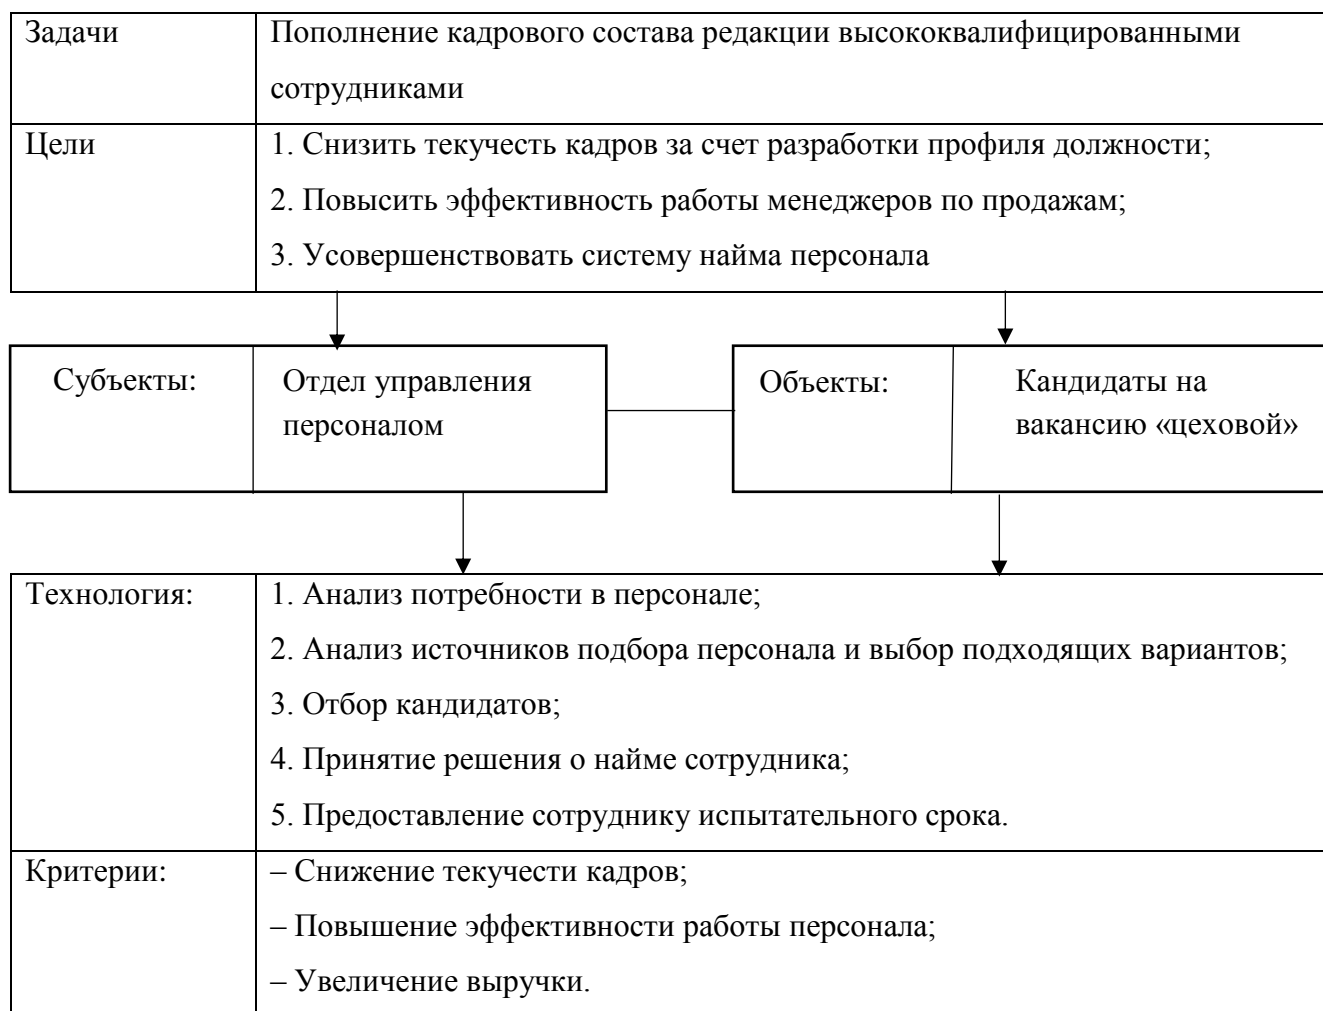 Задачи
Пополнение кадрового состава редакции высококвалифицированными
сотрудниками
Цели
1. Снизить текучесть кадров за счет разработки профиля должности;
2. Повысить эффективность работы менеджеров по продажам;
3. Усовершенствовать систему найма персонала
Субъекты:
Отдел управления
персоналом
Объекты:
Кандидаты на
вакансию «цеховой»
Технология:
1. Анализ потребности в персонале;
2. Анализ источников подбора персонала и выбор подходящих вариантов;
3. Отбор кандидатов;
4. Принятие решения о найме сотрудника;
5. Предоставление сотруднику испытательного срока.
Критерии:
– Снижение текучести кадров;
– Повышение эффективности работы персонала;
– Увеличение выручки.